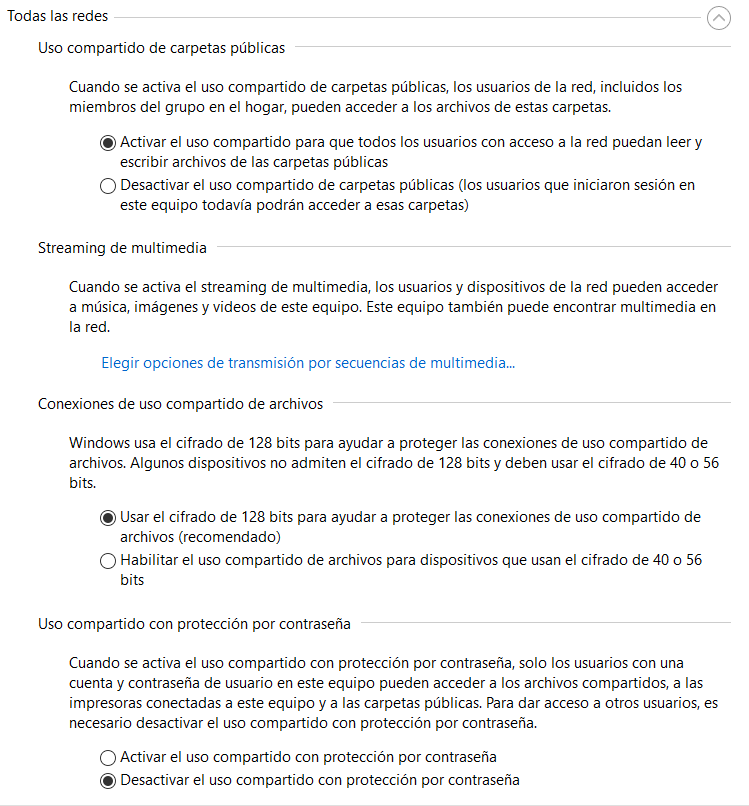 Todas las redes
Uso compartido de carpetas públicas
Cuando se activa el uso compartido de carpetas públicas, los usuarios de la red, incluidos los
miembros del grupo en el hogar, pueden acceder a los archivos de estas carpetas.
Activar el uso compartido para que todos los usuarios con acceso a la red puedan leer y
escribir archivos de las carpetas públicas
Desactivar el uso compartido de carpetas públicas (los usuarios que iniciaron sesión en
este equipo todavía podrán acceder a esas carpetas)
Streaming de multimedia
Cuando se activa el streaming de multimedia, los usuarios y dispositivos de la red pueden acceder
a música, imágenes y videos de este equipo. Este equipo también puede encontrar multimedia en
la red.
Elegir opciones de transmisión por secuencias de multimedia...
Conexiones de uso compartido de archivos
Windows usa el cifrado de 128 bits para ayudar a proteger las conexiones de uso compartido de
archivos. Algunos dispositivos no admiten el cifrado de 128 bits y deben usar el cifrado de 40 o 56
bits.
Usar el cifrado de 128 bits para ayudar a proteger las conexiones de uso compartido de
archivos (recomendado)
Habilitar el uso compartido de archivos para dispositivos que usan el cifrado de 40 o 56
bits
Uso compartido con protección por contraseña
Cuando se activa el uso compartido con protección por contraseña, solo los usuarios con una
cuenta y contraseña de usuario en este equipo pueden acceder a los archivos compartidos, a las
impresoras conectadas a este equipo y a las carpetas públicas. Para dar acceso a otros usuarios, es
necesario desactivar el uso compartido con protección por contraseña.
Activar el uso compartido con protección por contraseña
Desactivar el uso compartido con protección por contraseña